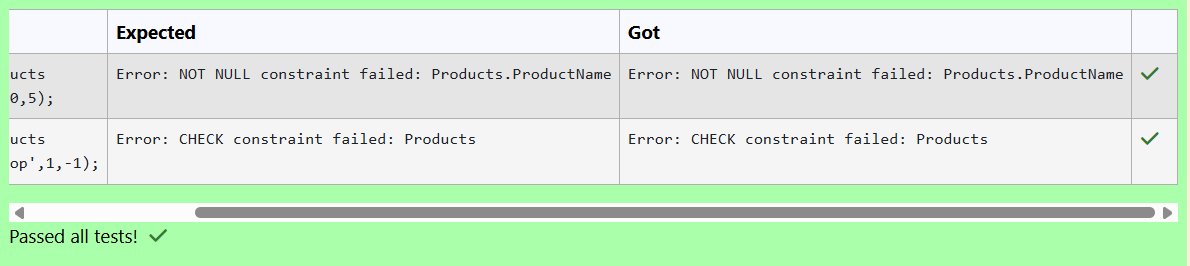 Expected Got
ucts Error: NOT NULL constraint failed: Products.ProductName Error: NOT NULL constraint failed: Products.ProductName
0,5);
ucts Error: CHECK constraint failed: Products Error: CHECK constraint failed: Products
op',1,-1);
Passed all tests!